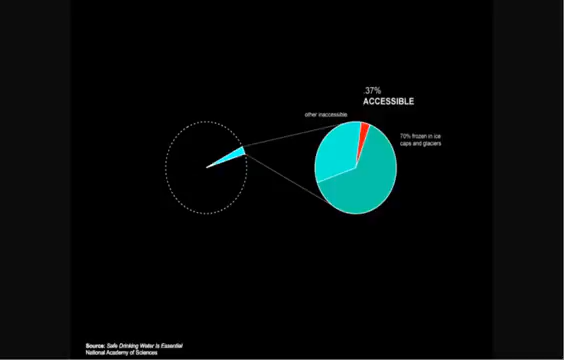 .37%
ACCESSIBLE
other inaccessible
70% frozen in ice
caps and glaciers
Source: Safe Drinking Water Is Essential
National Academy of Sciences